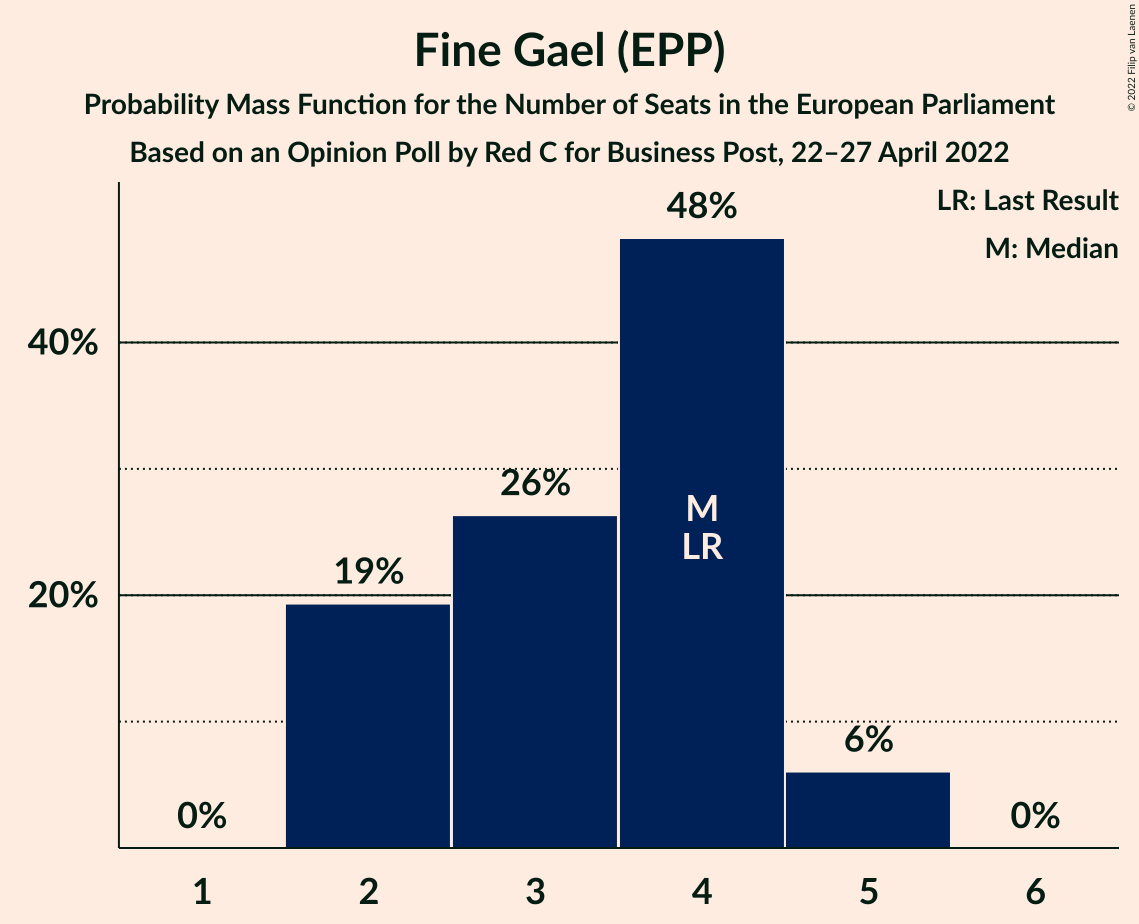 Fine Gael (EPP)
Probability Mass Function for the Number of Seats in the European Parliament
Based on an Opinion Poll by Red C for Business Post, 22–27 April 2022
© 2022 Filip van Laenen
LR: Last Result
M: Median
48%
40%
26%
M
LR
19%
20%
6%
0%
0%
1 2 3 4 5 6